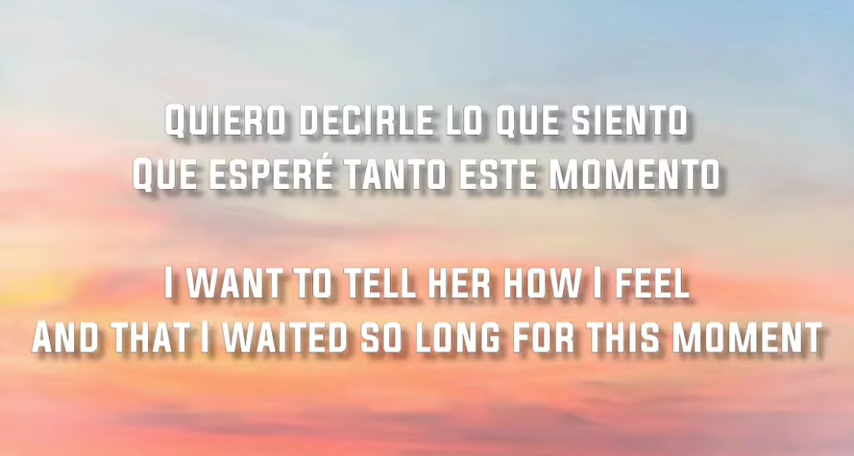 Quiero decirle lo que siento
Que esperé tanto este momento
I want to tell her how I feel
And that I waited so long for this moment